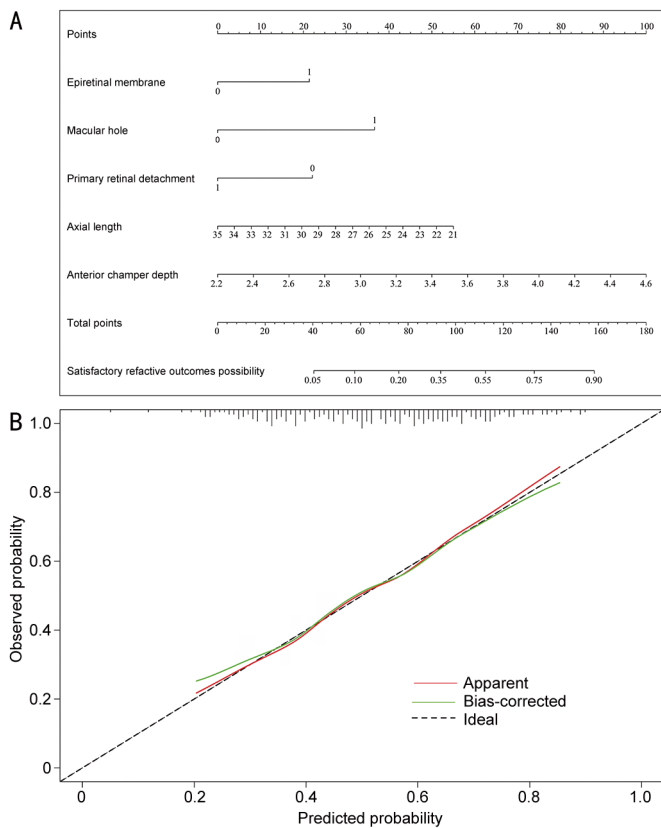 A
Points 0 10 20 30 40 50 60 70 80 90 100
Epiretinal membrane 0 1
Macular hole 0 1
Primary retinal detachment 1 0
Axial length 35 34 33 32 31 30 29 28 27 26 25 24 23 22 21
Anterior champer depth 2.2 2.4 2.6 2.8 3.0 3.2 3.4 3.6 3.8 4.0 4.2 4.4 4.6
Total points 0 20 40 60 80 100 120 140 160 180
Satisfactory refactive outcomes possibility 0.05 0.10 0.20 0.35 0.55 0.75 0.90
B
Observed probability
1.0
0.8
0.6
0.4
0.2
0
Apparent
Bias-corrected
Ideal
0 0.2 0.4 0.6 0.8 1.0
Predicted probability